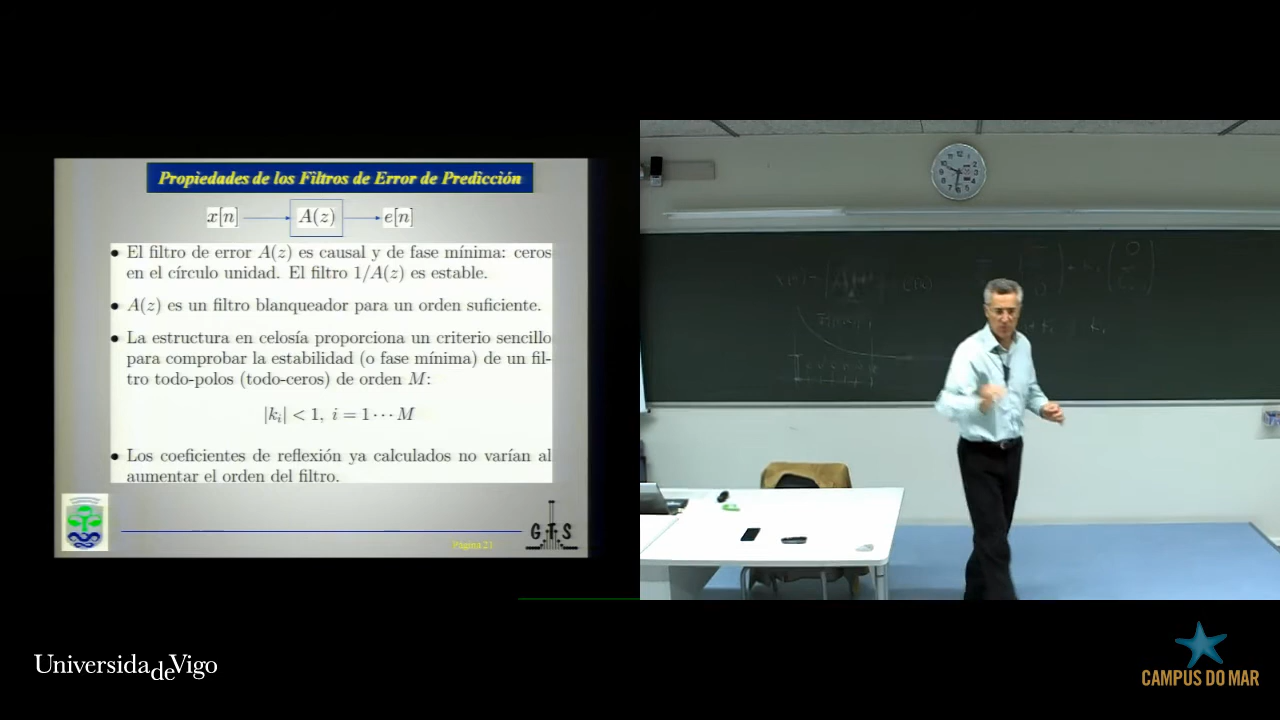 Propiedades de los Filtros de Error de Predicción
x[n] A(z) e[n]
• El filtro de error A(z) es causal y de fase mínima: ceros
en el círculo unidad. El filtro 1/A(z) es estable.
• A(z) es un filtro blanqueador para un orden suficiente.
• La estructura en celosía proporciona un criterio sencillo
para comprobar la estabilidad (o fase mínima) de un fil-
tro todo-polos (todo-ceros) de orden M:
|k_i| < 1, i = 1 · · · M
• Los coeficientes de reflexión ya calculados no varían al
aumentar el orden del filtro.
GTS
Página 21
Universidade Vigo
CAMPUS DO MAR